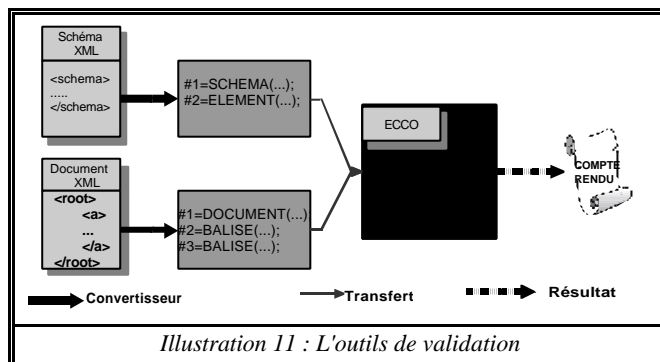 Schéma
XML
<schema>
.....
</schema>
#1=SCHEMA(...);
#2=ELEMENT(...);
ECCO
COMPTE
RENDU
Document
XML
<root>
<a>
...
</a>
</root>
#1=DOCUMENT(...);
#2=BALISE(...);
#3=BALISE(...);
Convertisseur
Transfert
Résultat
Illustration 11 : L'outils de validation